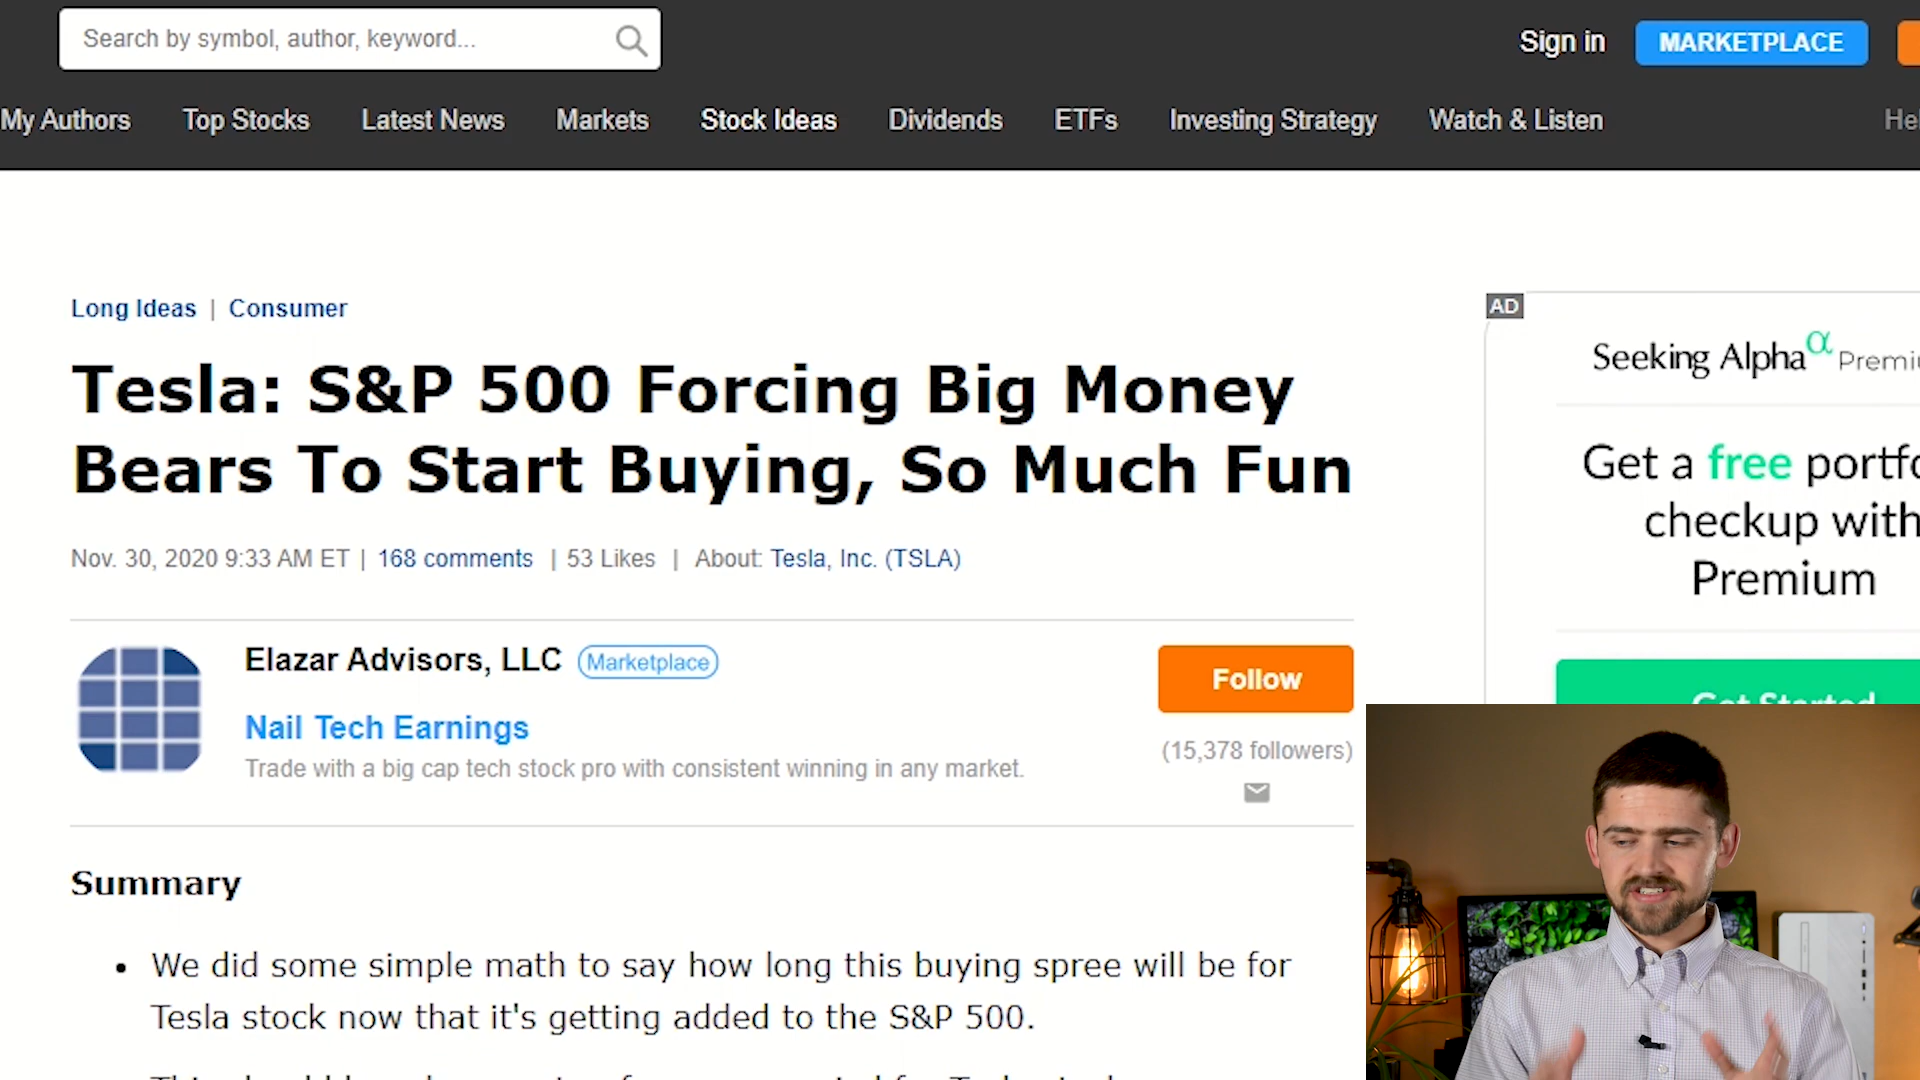 Search by symbol, author, keyword...
Sign in
MARKETPLACE
My Authors
Top Stocks
Latest News
Markets
Stock Ideas
Dividends
ETFs
Investing Strategy
Watch & Listen
Long Ideas | Consumer
Tesla: S&P 500 Forcing Big Money
Bears To Start Buying, So Much Fun
Nov. 30, 2020 9:33 AM ET | 168 comments | 53 Likes | About: Tesla, Inc. (TSLA)
Elazar Advisors, LLC Marketplace
Nail Tech Earnings
Trade with a big cap tech stock pro with consistent winning in any market.
Follow
(15,378 followers)
Summary
• We did some simple math to say how long this buying spree will be for
Tesla stock now that it's getting added to the S&P 500.
AD
Seeking Alpha α
Get a free
checkup with
Premium
Get Started